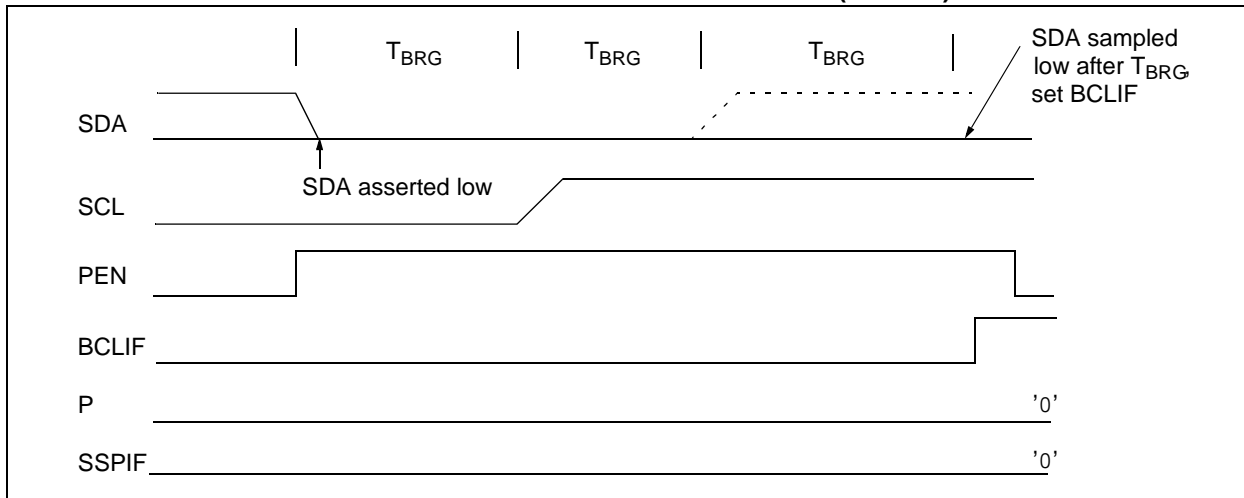 T_BRG T_BRG T_BRG
SDA sampled
low after T_BRG,
set BCLIF
SDA
SDA asserted low
SCL
PEN
BCLIF
P '0'
SSPIF '0'